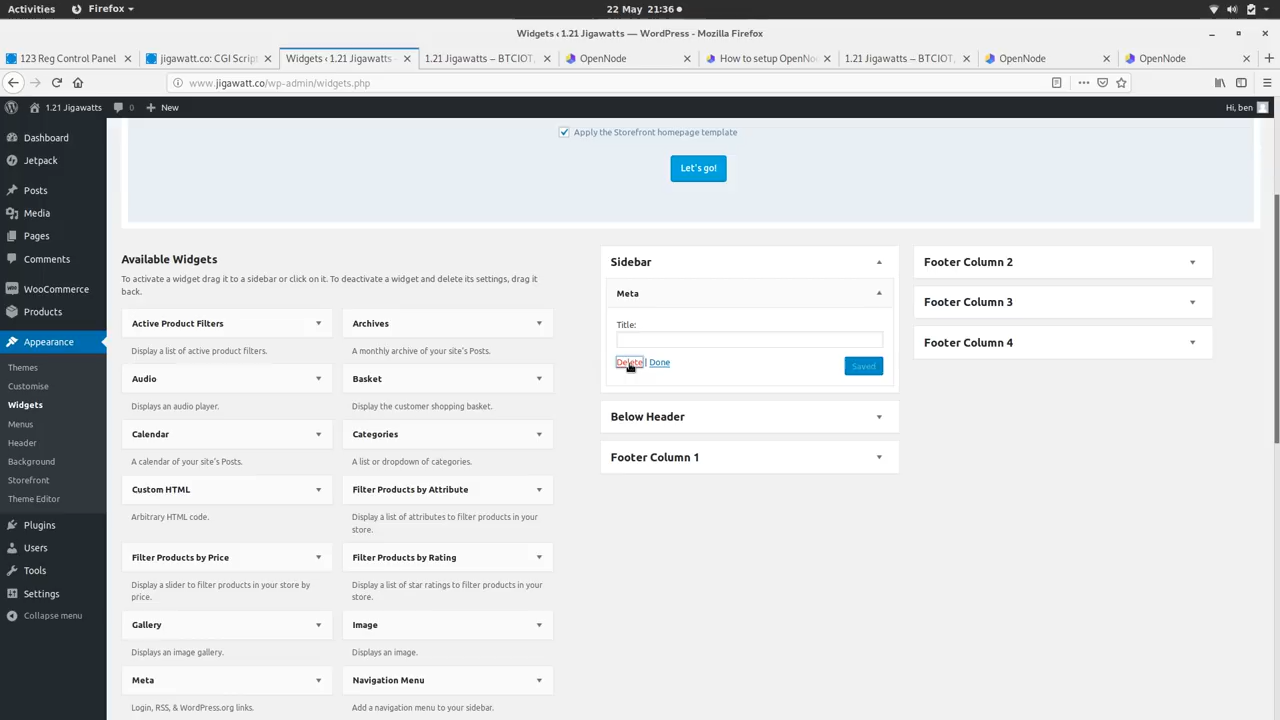 Activities
Firefox
22 May 21:36
Widgets ‹ 1.21 Jigawatts — WordPress - Mozilla Firefox
123 Reg Control Panel
jigawatt.co: CGI Script
Widgets ‹ 1.21 Jigawatts –
1.21 Jigawatts – BTCIOT,
OpenNode
How to setup OpenNo
1.21 Jigawatts – BTCIOT,
OpenNode
OpenNode
www.jigawatt.co/wp-admin/widgets.php
1.21 Jigawatts
0
New
Hi, ben
Dashboard
Jetpack
Posts
Media
Pages
Comments
WooCommerce
Products
Appearance
Themes
Customise
Widgets
Menus
Header
Background
Storefront
Theme Editor
Plugins
Users
Tools
Settings
Collapse menu
Apply the Storefront homepage template
Let's go!
Available Widgets
To activate a widget drag it to a sidebar or click on it. To deactivate a widget and delete its settings, drag it
back.
Active Product Filters
Display a list of active product filters.
Archives
A monthly archive of your site's Posts.
Audio
Displays an audio player.
Basket
Display the customer shopping basket.
Calendar
A calendar of your site's Posts.
Categories
A list or dropdown of categories.
Custom HTML
Arbitrary HTML code.
Filter Products by Attribute
Display a list of attributes to filter products in your
store.
Filter Products by Price
Display a slider to filter products in your store by
price.
Filter Products by Rating
Display a list of star ratings to filter products in your
store.
Gallery
Displays an image gallery.
Image
Displays an image.
Meta
Login, RSS, & WordPress.org links.
Navigation Menu
Add a navigation menu to your sidebar.
Sidebar
Meta
Title:
Delete | Done
Saved
Below Header
Footer Column 1
Footer Column 2
Footer Column 3
Footer Column 4